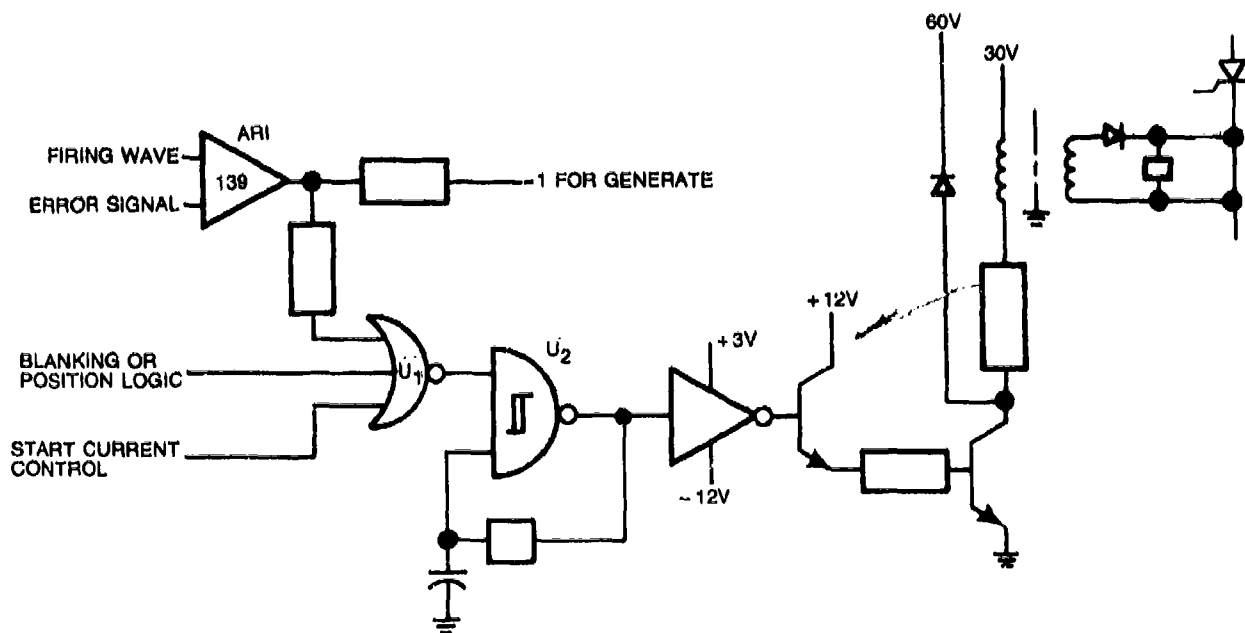 60V
30V
ARI
FIRING WAVE
139
1 FOR GENERATE
ERROR SIGNAL
+12V
BLANKING OR
POSITION LOGIC
U1
U2
+3V
START CURRENT
CONTROL
-12V